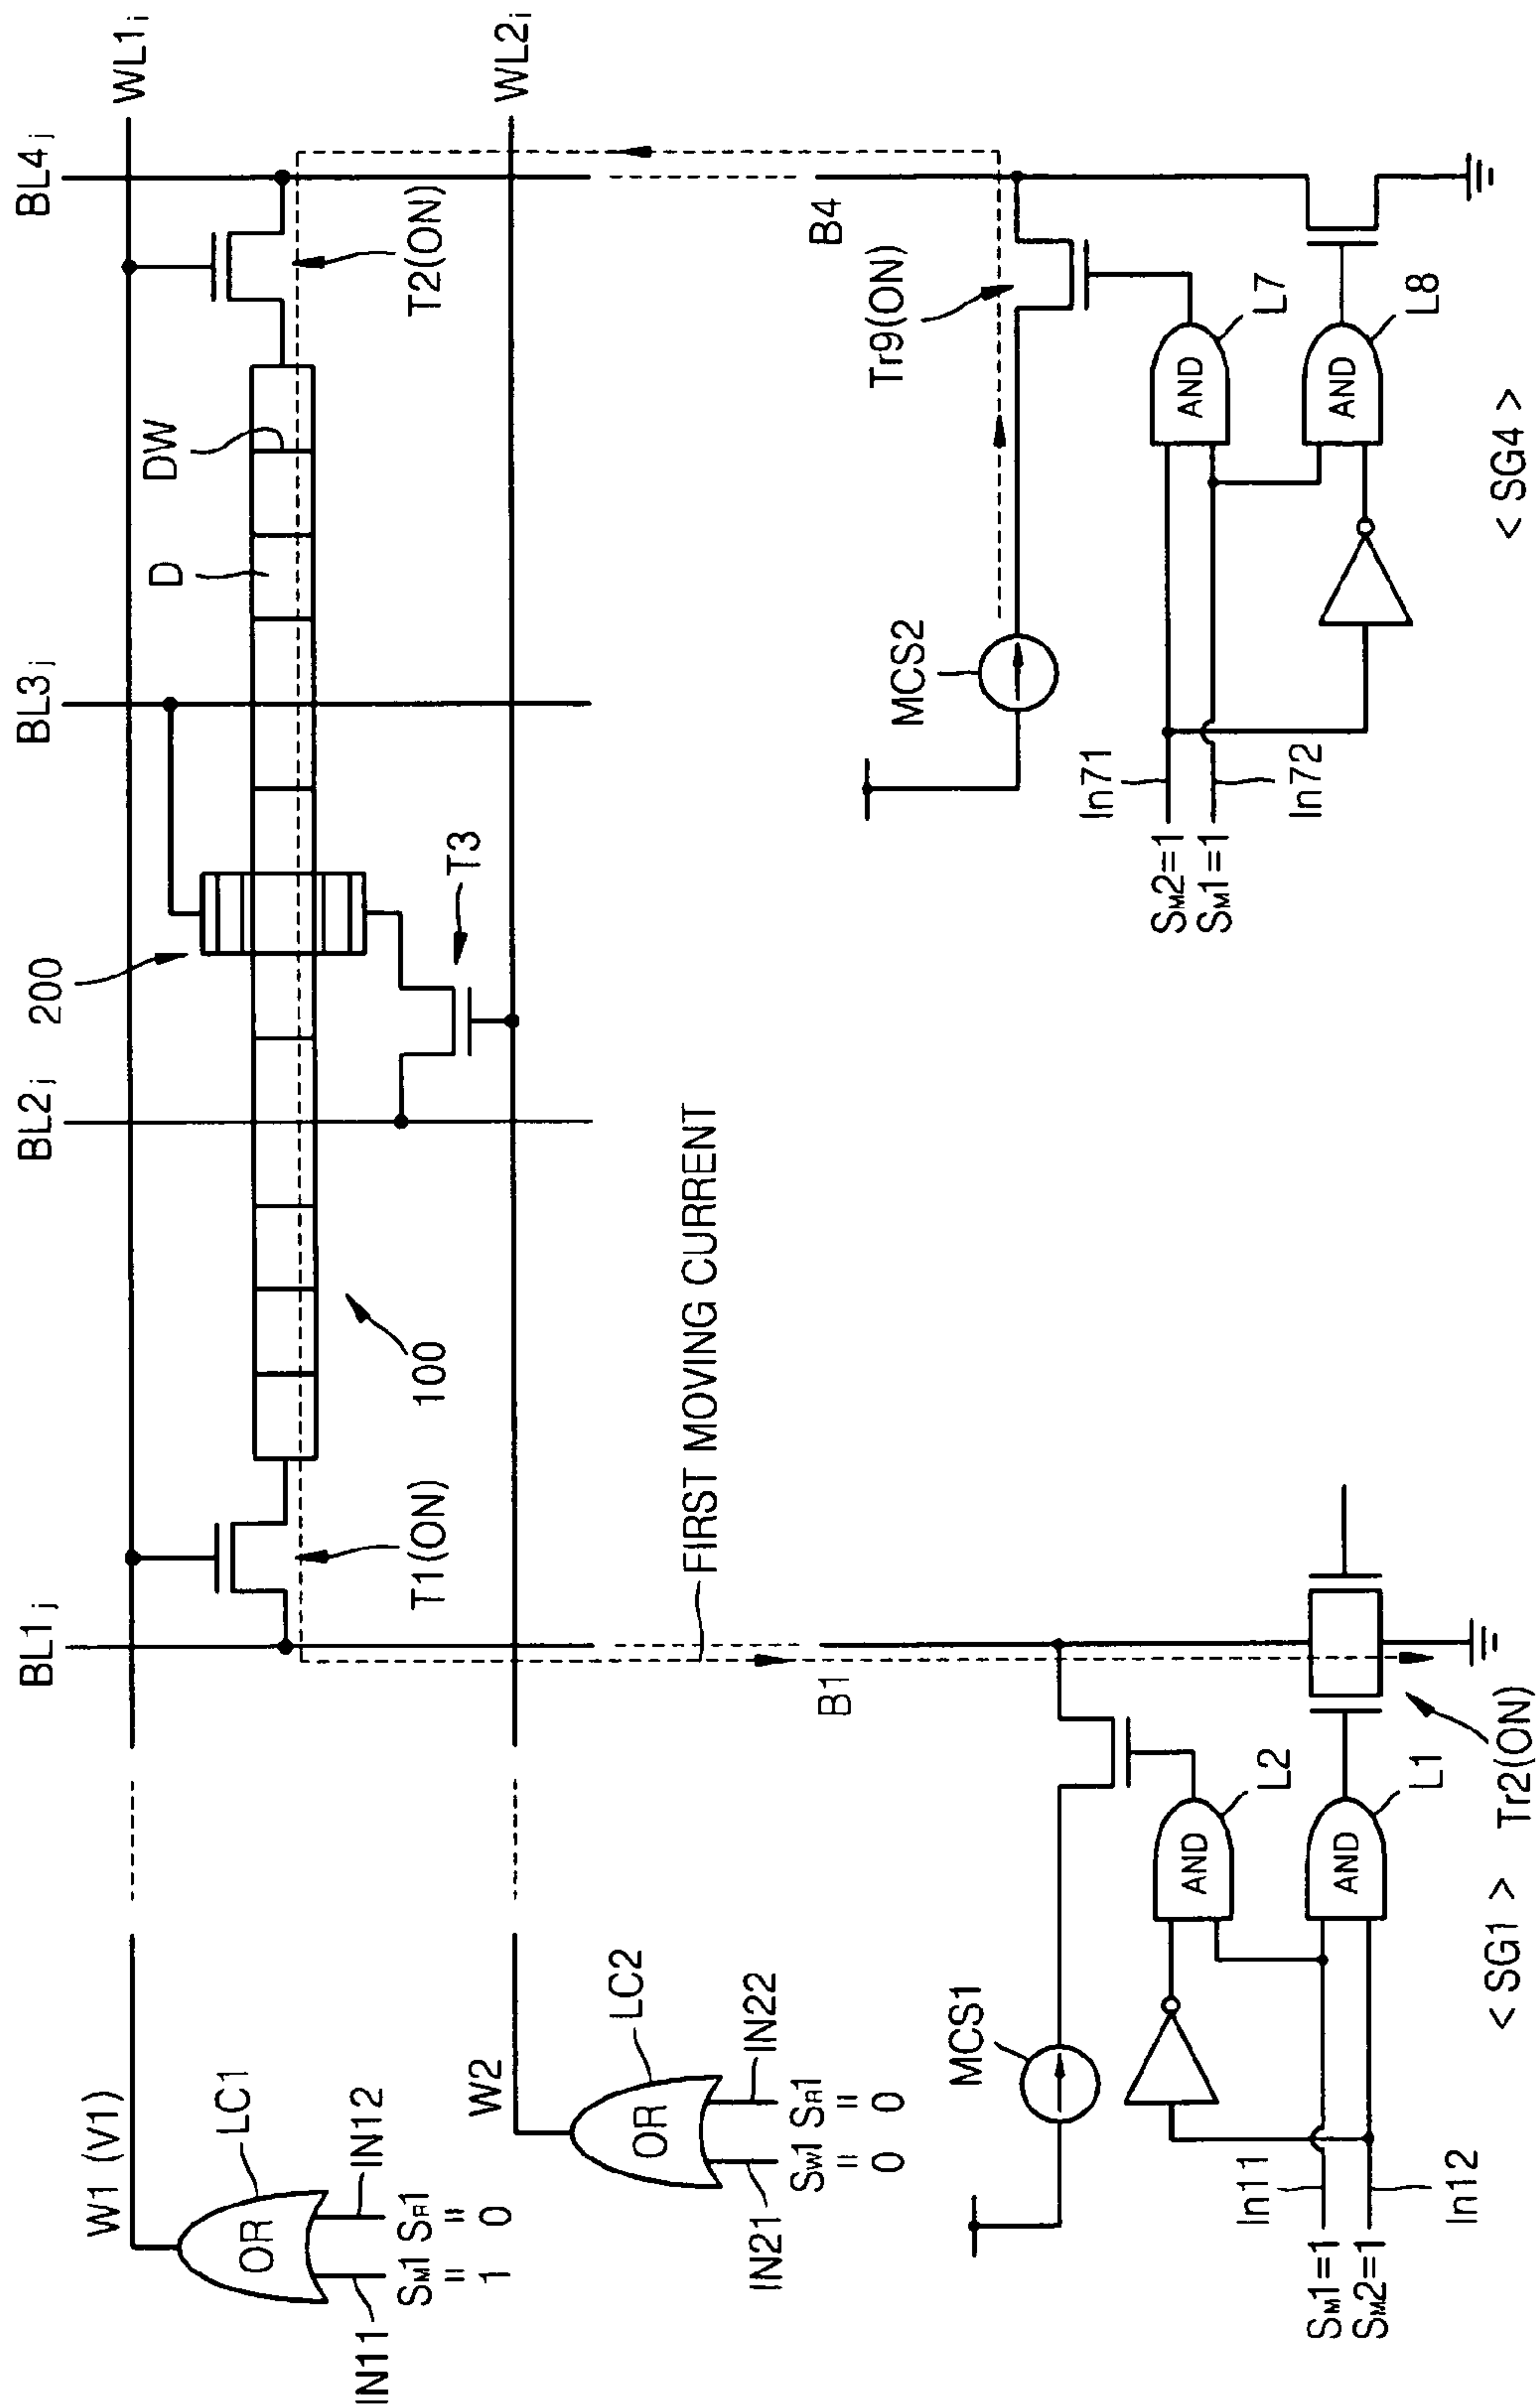 BL1j
BL2j
BL3j
BL4j
WL1i
WL2i
W1 (V1)
LC1
OR
IN11
IN12
SM1
=
1
SR1
=
0
W2
LC2
OR
IN21
IN22
SW1
=
0
SR1
=
0
T1(ON)
100
200
T3
D
DW
T2(ON)
FIRST MOVING CURRENT
B1
B4
MCS1
L2
AND
L1
AND
In11
In12
SM1=1
SM2=1
Tr2(ON)
< SG1 >
MCS2
Tr9(ON)
L7
AND
L8
AND
In71
In72
SM2=1
SM1=1
< SG4 >